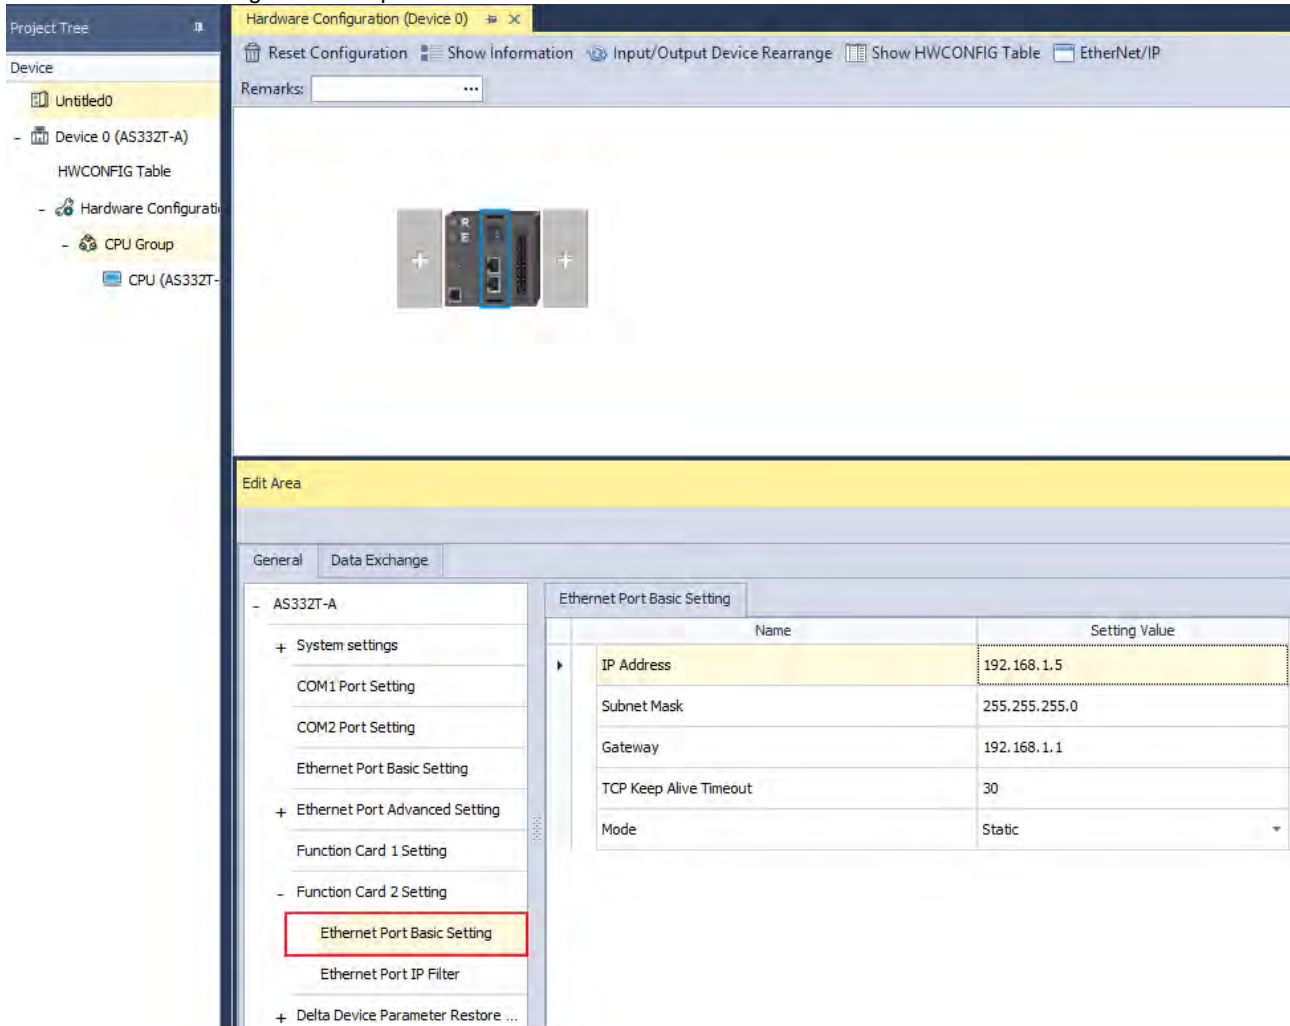 Project Tree
Device
Untitled0
- Device 0 (AS332T-A)
HWCONFIG Table
- Hardware Configurati
- CPU Group
CPU (AS332T-
Hardware Configuration (Device 0)
Reset Configuration Show Information Input/Output Device Rearrange Show HWCONFIG Table EtherNet/IP
Remarks: ...
R
E
Edit Area
General Data Exchange
- AS332T-A
+ System settings
COM1 Port Setting
COM2 Port Setting
Ethernet Port Basic Setting
+ Ethernet Port Advanced Setting
Function Card 1 Setting
- Function Card 2 Setting
Ethernet Port Basic Setting
Ethernet Port IP Filter
+ Delta Device Parameter Restore ...
Ethernet Port Basic Setting
Name Setting Value
IP Address 192.168.1.5
Subnet Mask 255.255.255.0
Gateway 192.168.1.1
TCP Keep Alive Timeout 30
Mode Static